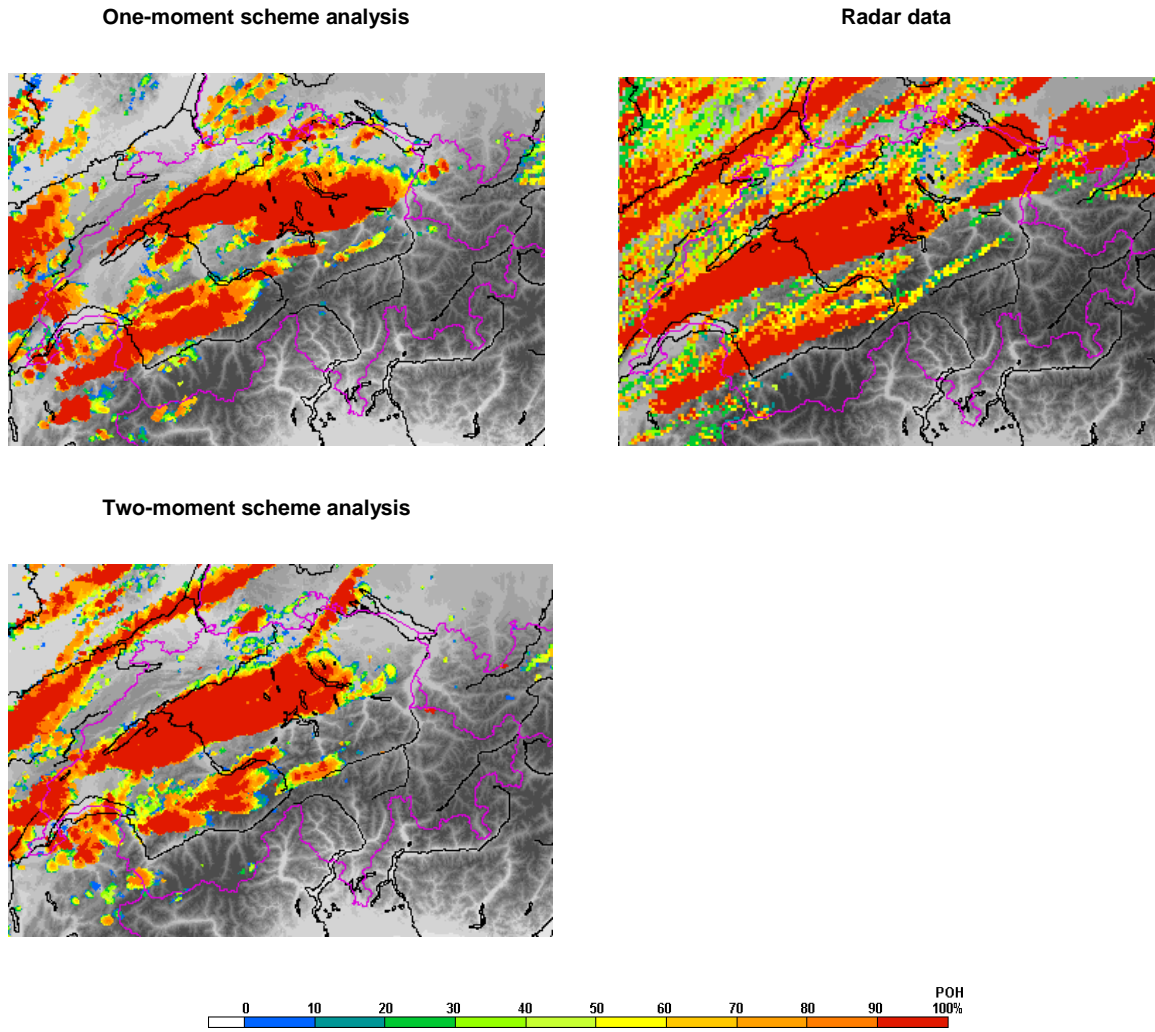 One-moment scheme analysis
Radar data
Two-moment scheme analysis
POH
0 10 20 30 40 50 60 70 80 90 100%